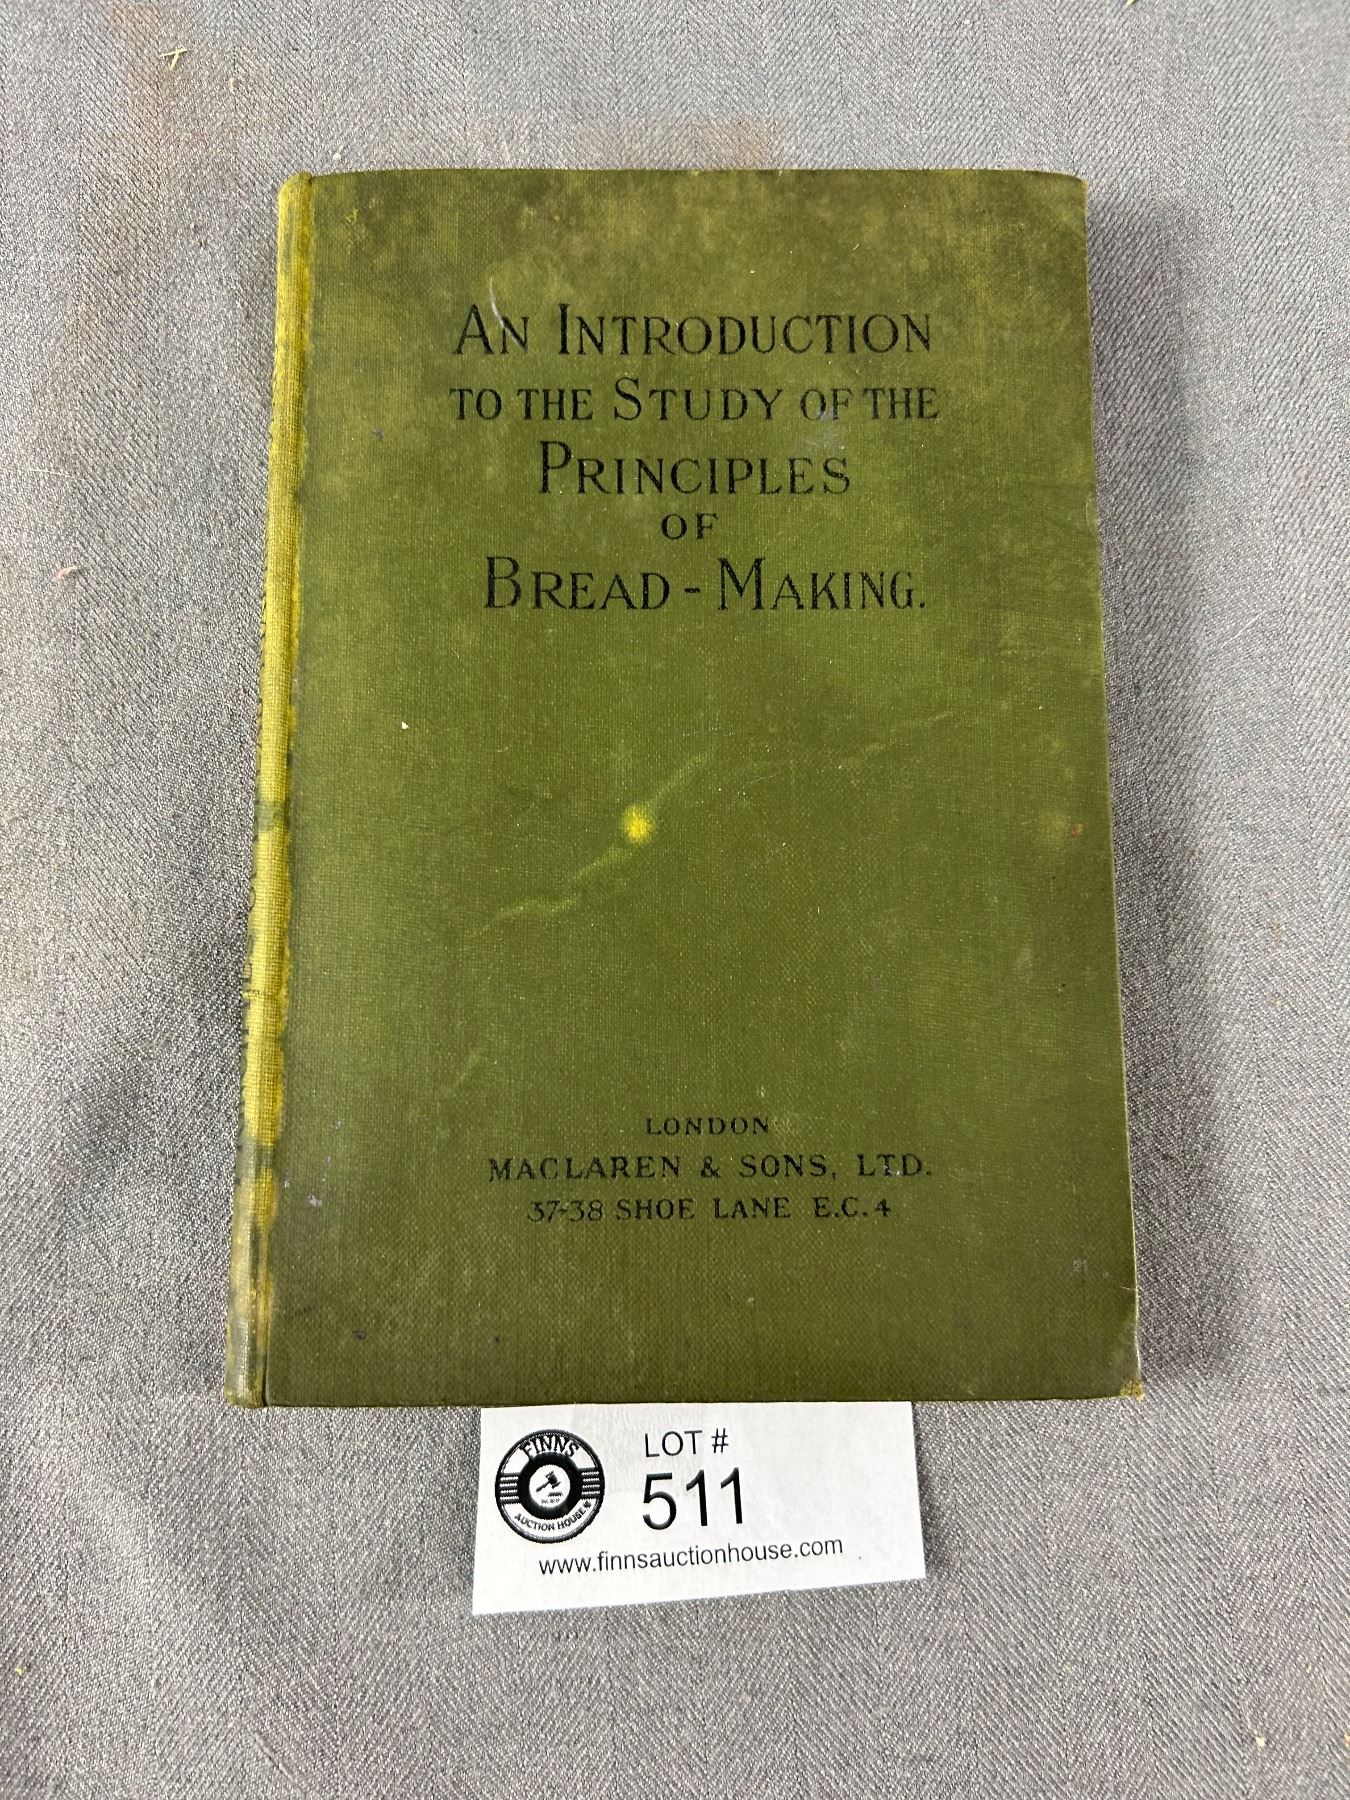 An Introduction
to the Study of the
Principles
of
Bread-Making.
LONDON
MACLAREN & SONS, LTD.
37-38 SHOE LANE E.C.4
FINNS
AUCTION HOUSE
LOT #
511
www.finnsauctionhouse.com